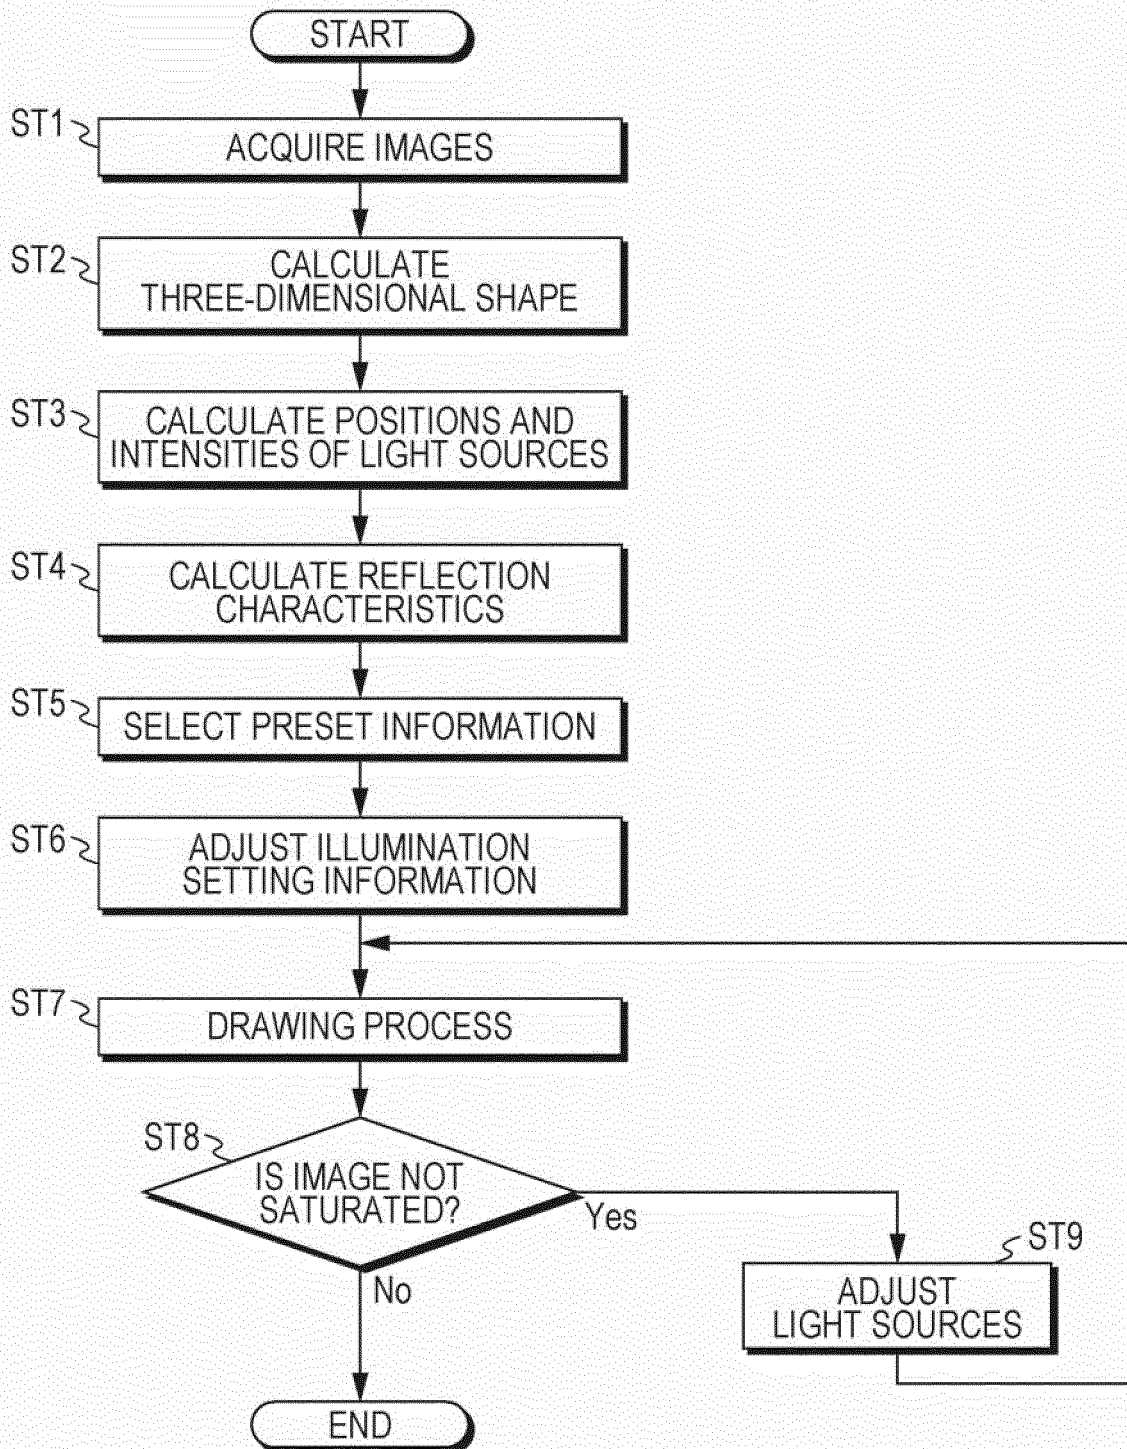 START
ST1
ACQUIRE IMAGES
ST2
CALCULATE
THREE-DIMENSIONAL SHAPE
ST3
CALCULATE POSITIONS AND
INTENSITIES OF LIGHT SOURCES
ST4
CALCULATE REFLECTION
CHARACTERISTICS
ST5
SELECT PRESET INFORMATION
ST6
ADJUST ILLUMINATION
SETTING INFORMATION
ST7
DRAWING PROCESS
ST8
IS IMAGE NOT
SATURATED?
Yes
No
ST9
ADJUST
LIGHT SOURCES
END